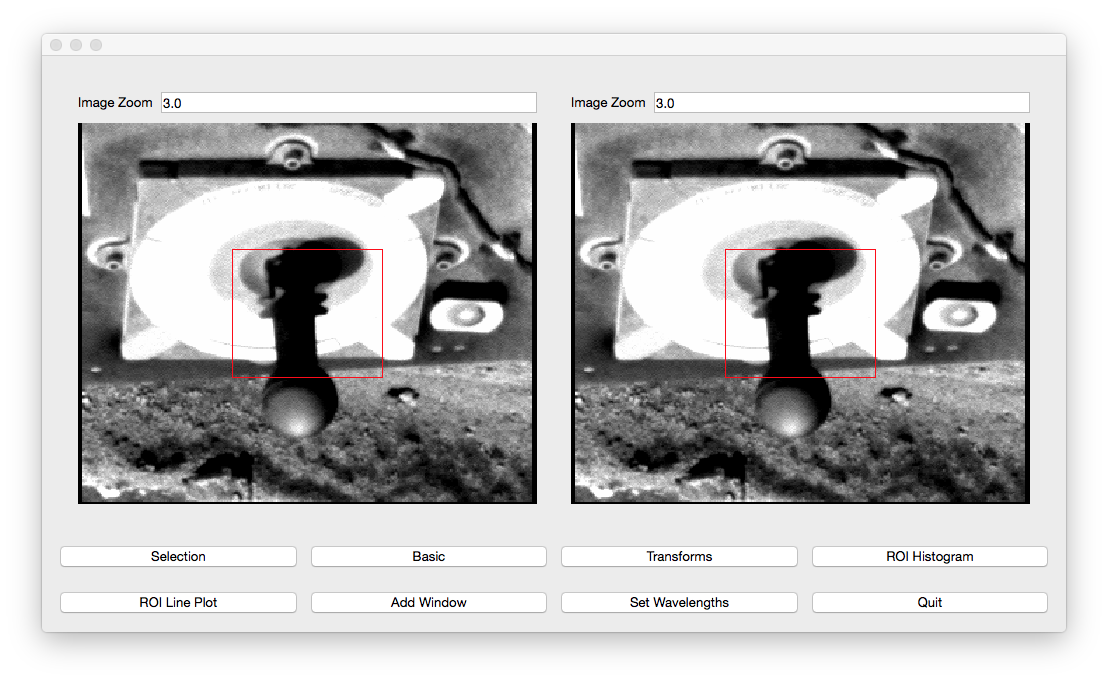 Image Zoom 3.0 Image Zoom 3.0
Selection Basic Transforms ROI Histogram
ROI Line Plot Add Window Set Wavelengths Quit